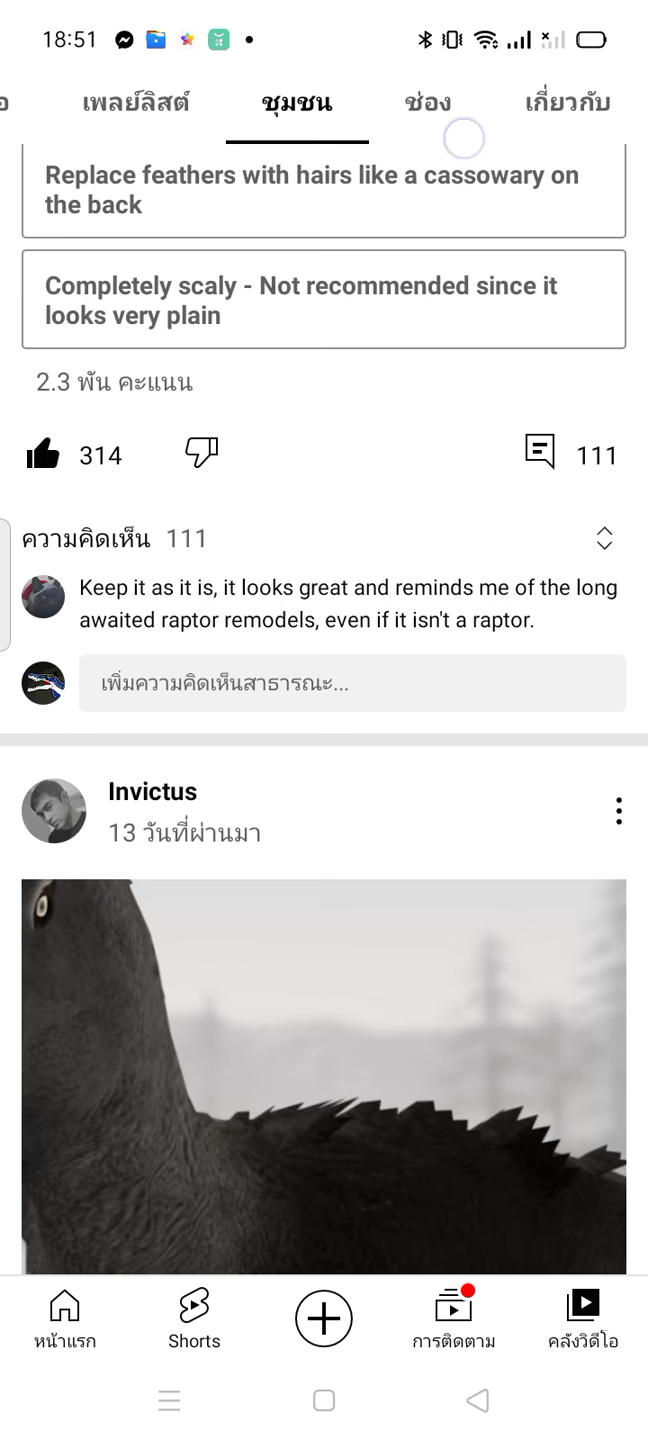 18:51
อ เพลย์ลิสต์ ชุมชน ช่อง เกี่ยวกับ
Replace feathers with hairs like a cassowary on
the back
Completely scaly - Not recommended since it
looks very plain
2.3 พัน คะแนน
314 111
ความคิดเห็น 111
Keep it as it is, it looks great and reminds me of the long
awaited raptor remodels, even if it isn't a raptor.
เพิ่มความคิดเห็นสาธารณะ...
Invictus
13 วันที่ผ่านมา
หน้าแรก Shorts การติดตาม คลังวิดีโอ